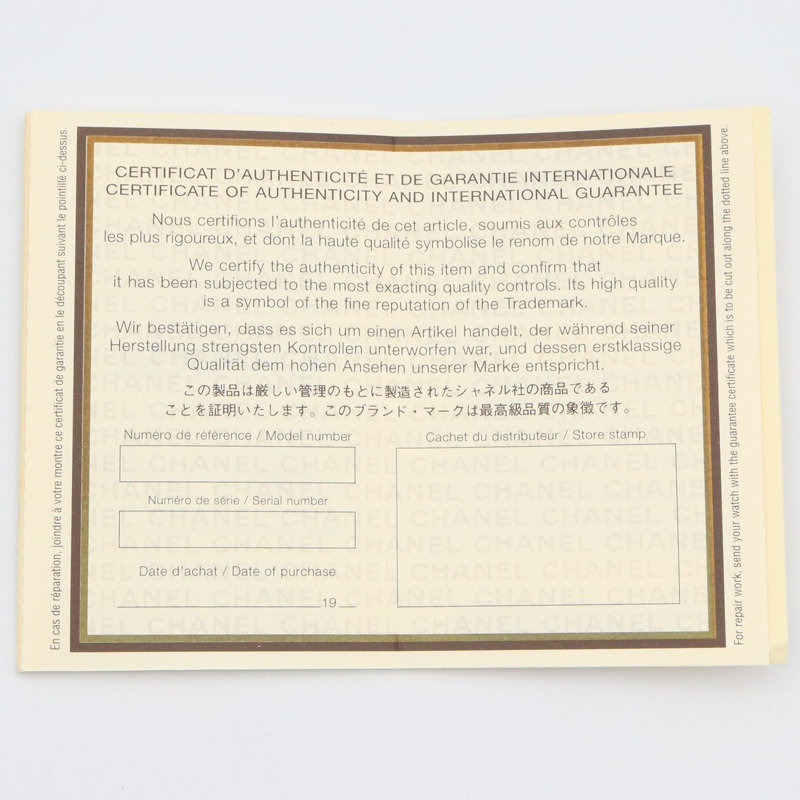 CERTIFICAT D'AUTHENTICITÉ ET DE GARANTIE INTERNATIONALE
CERTIFICATE OF AUTHENTICITY AND INTERNATIONAL GUARANTEE
Nous certifions l'authenticité de cet article, soumis aux contrôles
les plus rigoureux, et dont la haute qualité symbolise le renom de notre Marque.
We certify the authenticity of this item and confirm that
it has been subjected to the most exacting quality controls. Its high quality
is a symbol of the fine reputation of the Trademark.
Wir bestätigen, dass es sich um einen Artikel handelt, der während seiner
Herstellung strengsten Kontrollen unterworfen war, und dessen erstklassige
Qualität dem hohen Ansehen unserer Marke entspricht.
この製品は厳しい管理のもとに製造されたシャネル社の商品である
ことを証明いたします。このブランド・マークは最高級品質の象徴です。
Numéro de référence / Model number
Cachet du distributeur / Store stamp
Numéro de série / Serial number
Date d'achat / Date of purchase
19
En cas de réparation, joindre à votre montre ce certificat de garantie en le découpant suivant le pointillé ci-dessus.
For repair work, send your watch with the guarantee certificate which is to be cut out along the dotted line above.
CHANEL CHANEL CHANEL CHANEL